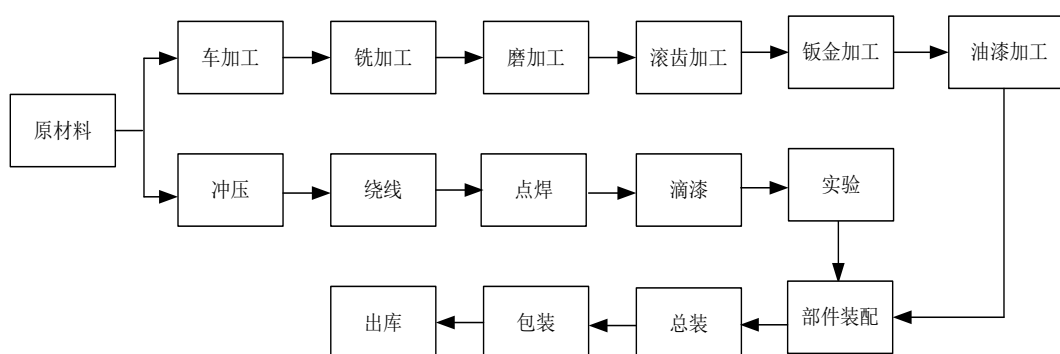 车加工
铣加工
磨加工
滚齿加工
钣金加工
油漆加工
原材料
冲压
绕线
点焊
滴漆
实验
出库
包装
总装
部件装配